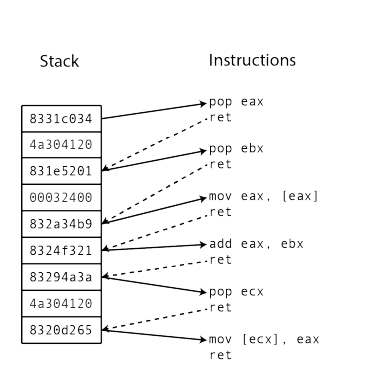 Stack
Instructions
8331c034
4a304120
831e5201
00032400
832a34b9
8324f321
83294a3a
4a304120
8320d265
pop eax
ret
pop ebx
ret
mov eax, [eax]
ret
add eax, ebx
ret
pop ecx
ret
mov [ecx], eax
ret